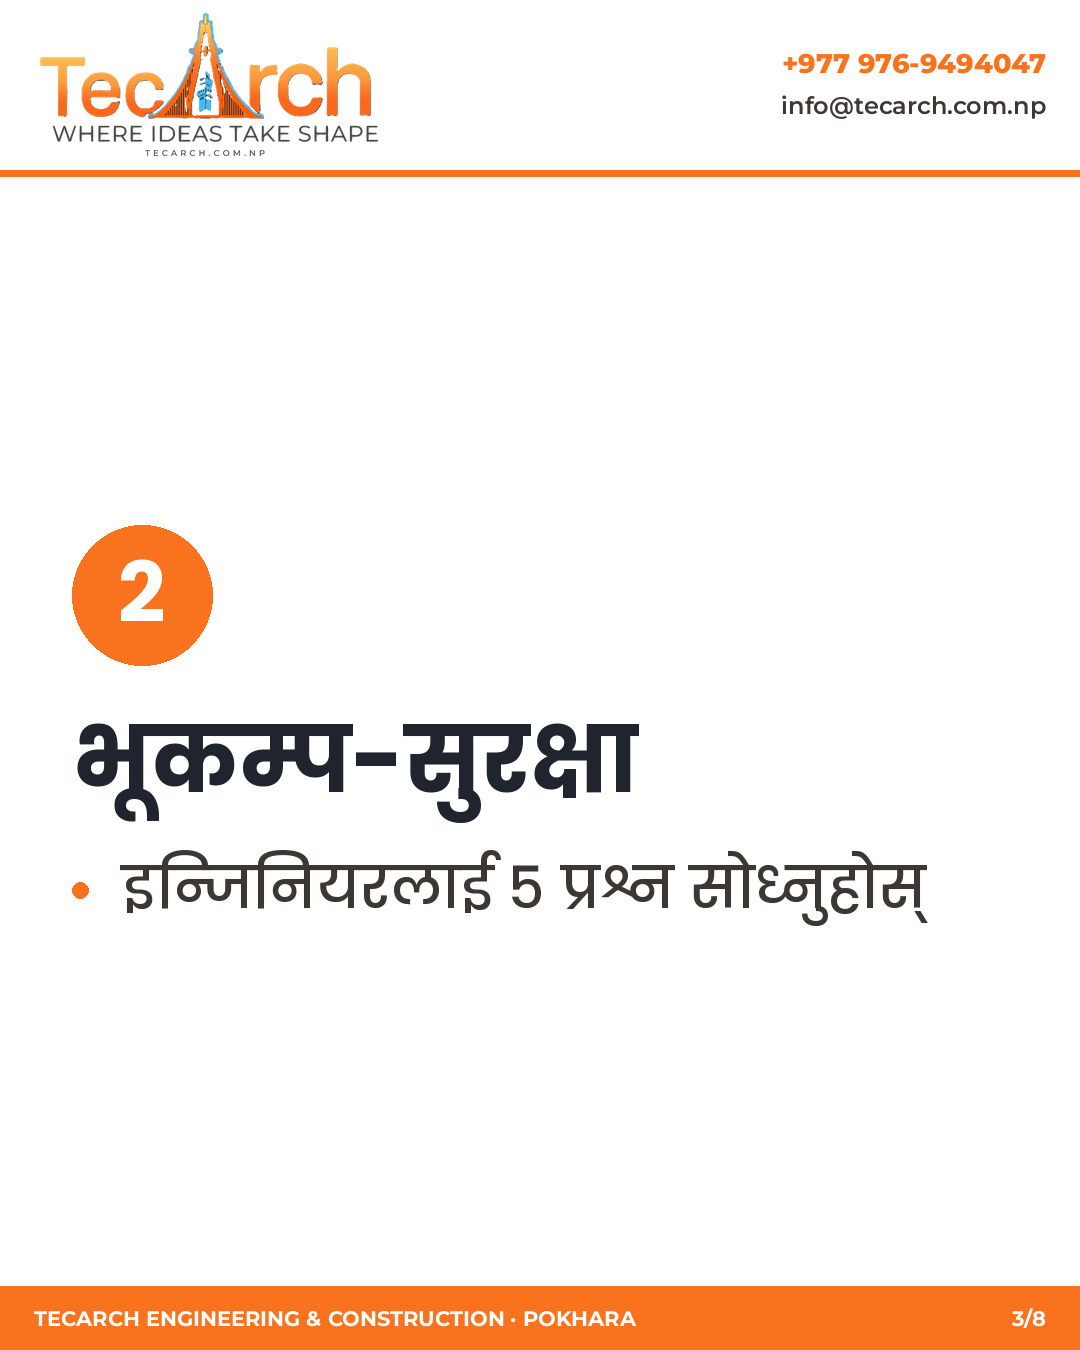 TecArch
WHERE IDEAS TAKE SHAPE
TECARCH.COM.NP
+977 976-9494047
info@tecarch.com.np
2
भूकम्प-सुरक्षा
• इन्जिनियरलाई 5 प्रश्न सोध्नुहोस्
TECARCH ENGINEERING & CONSTRUCTION · POKHARA
3/8